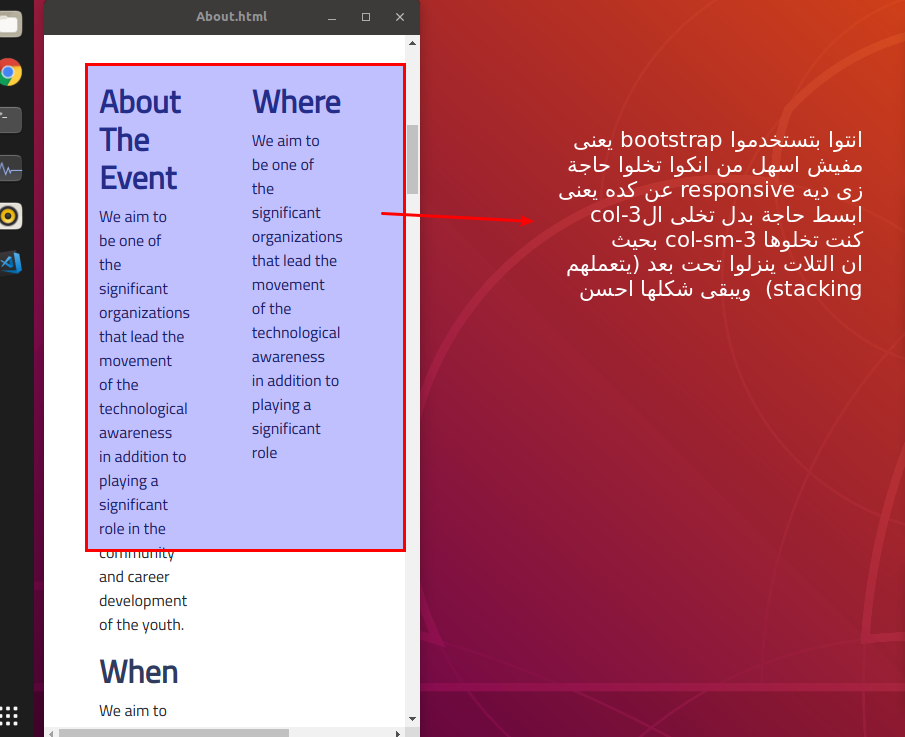 About.html
About
The
Event
We aim to
be one of
the
significant
organizations
that lead the
movement
of the
technological
awareness
in addition to
playing a
significant
role in the
community
and career
development
of the youth.
Where
We aim to
be one of
the
significant
organizations
that lead the
movement
of the
technological
awareness
in addition to
playing a
significant
role
When
We aim to
انتوا بتستخدموا bootstrap يعنى
مفيش اسهل من انكوا تخلوا حاجة
زى ديه responsive عن كده يعنى
ابسط حاجة بدل تخلى الcol-3
كنت تخلوها col-sm-3 بحيث
ان التلات ينزلوا تحت بعد (يتعملهم
stacking) ويبقى شكلها احسن